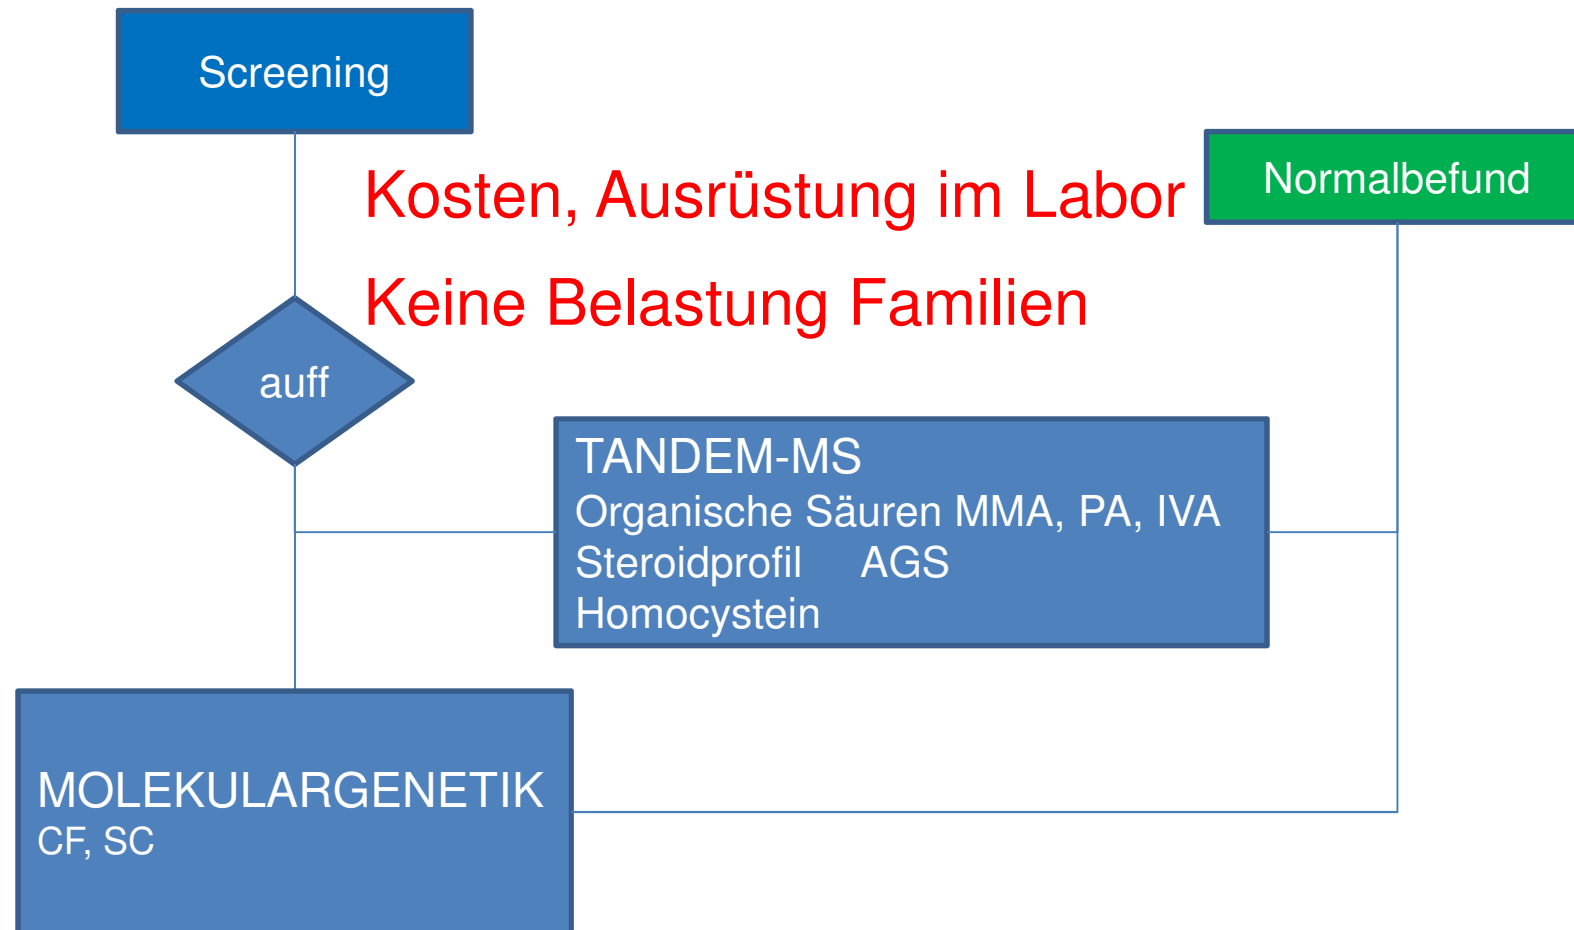 Screening
Normalbefund
Kosten, Ausrüstung im Labor
Keine Belastung Familien
auff
TANDEM-MS
Organische Säuren MMA, PA, IVA
Steroidprofil AGS
Homocystein
MOLEKULARGENETIK
CF, SC